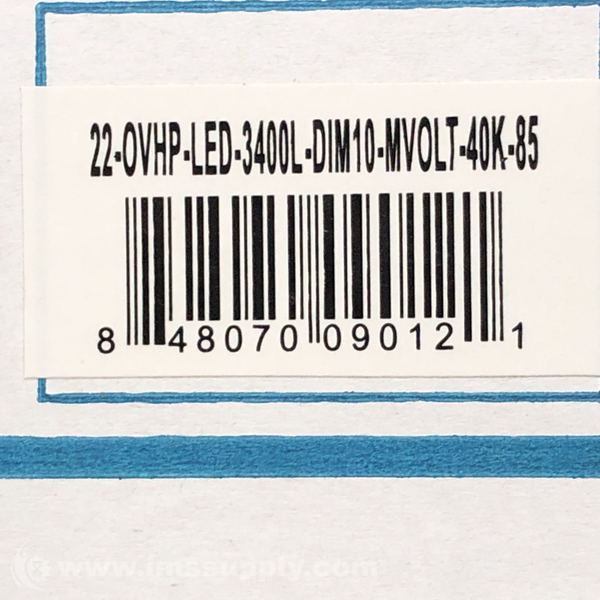 22-OVHP-LED-3400L-DIM10-MVOLT-40K-85
8 48070 09012 1
www.imssupply.com